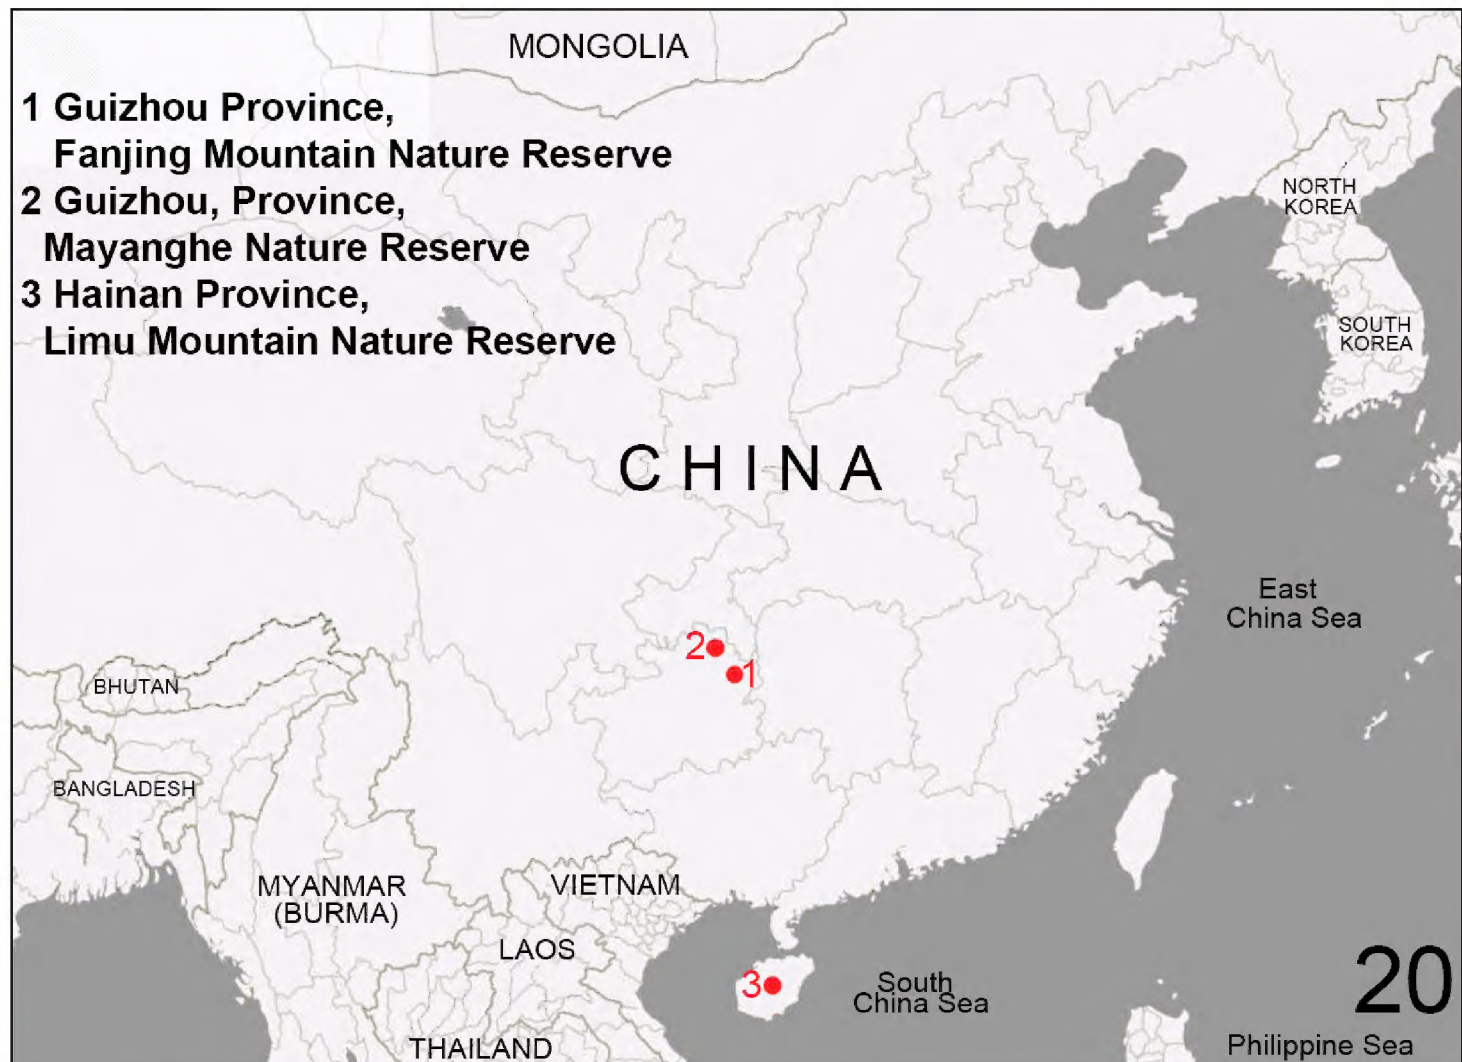 MONGOLIA
1 Guizhou Province,
Fanjing Mountain Nature Reserve
2 Guizhou, Province,
Mayanghe Nature Reserve
3 Hainan Province,
Limu Mountain Nature Reserve
NORTH
KOREA
SOUTH
KOREA
CHINA
East
China Sea
2
1
BHUTAN
BANGLADESH
MYANMAR
(BURMA)
VIETNAM
LAOS
3
South
China Sea
20
THAILAND
Philippine Sea